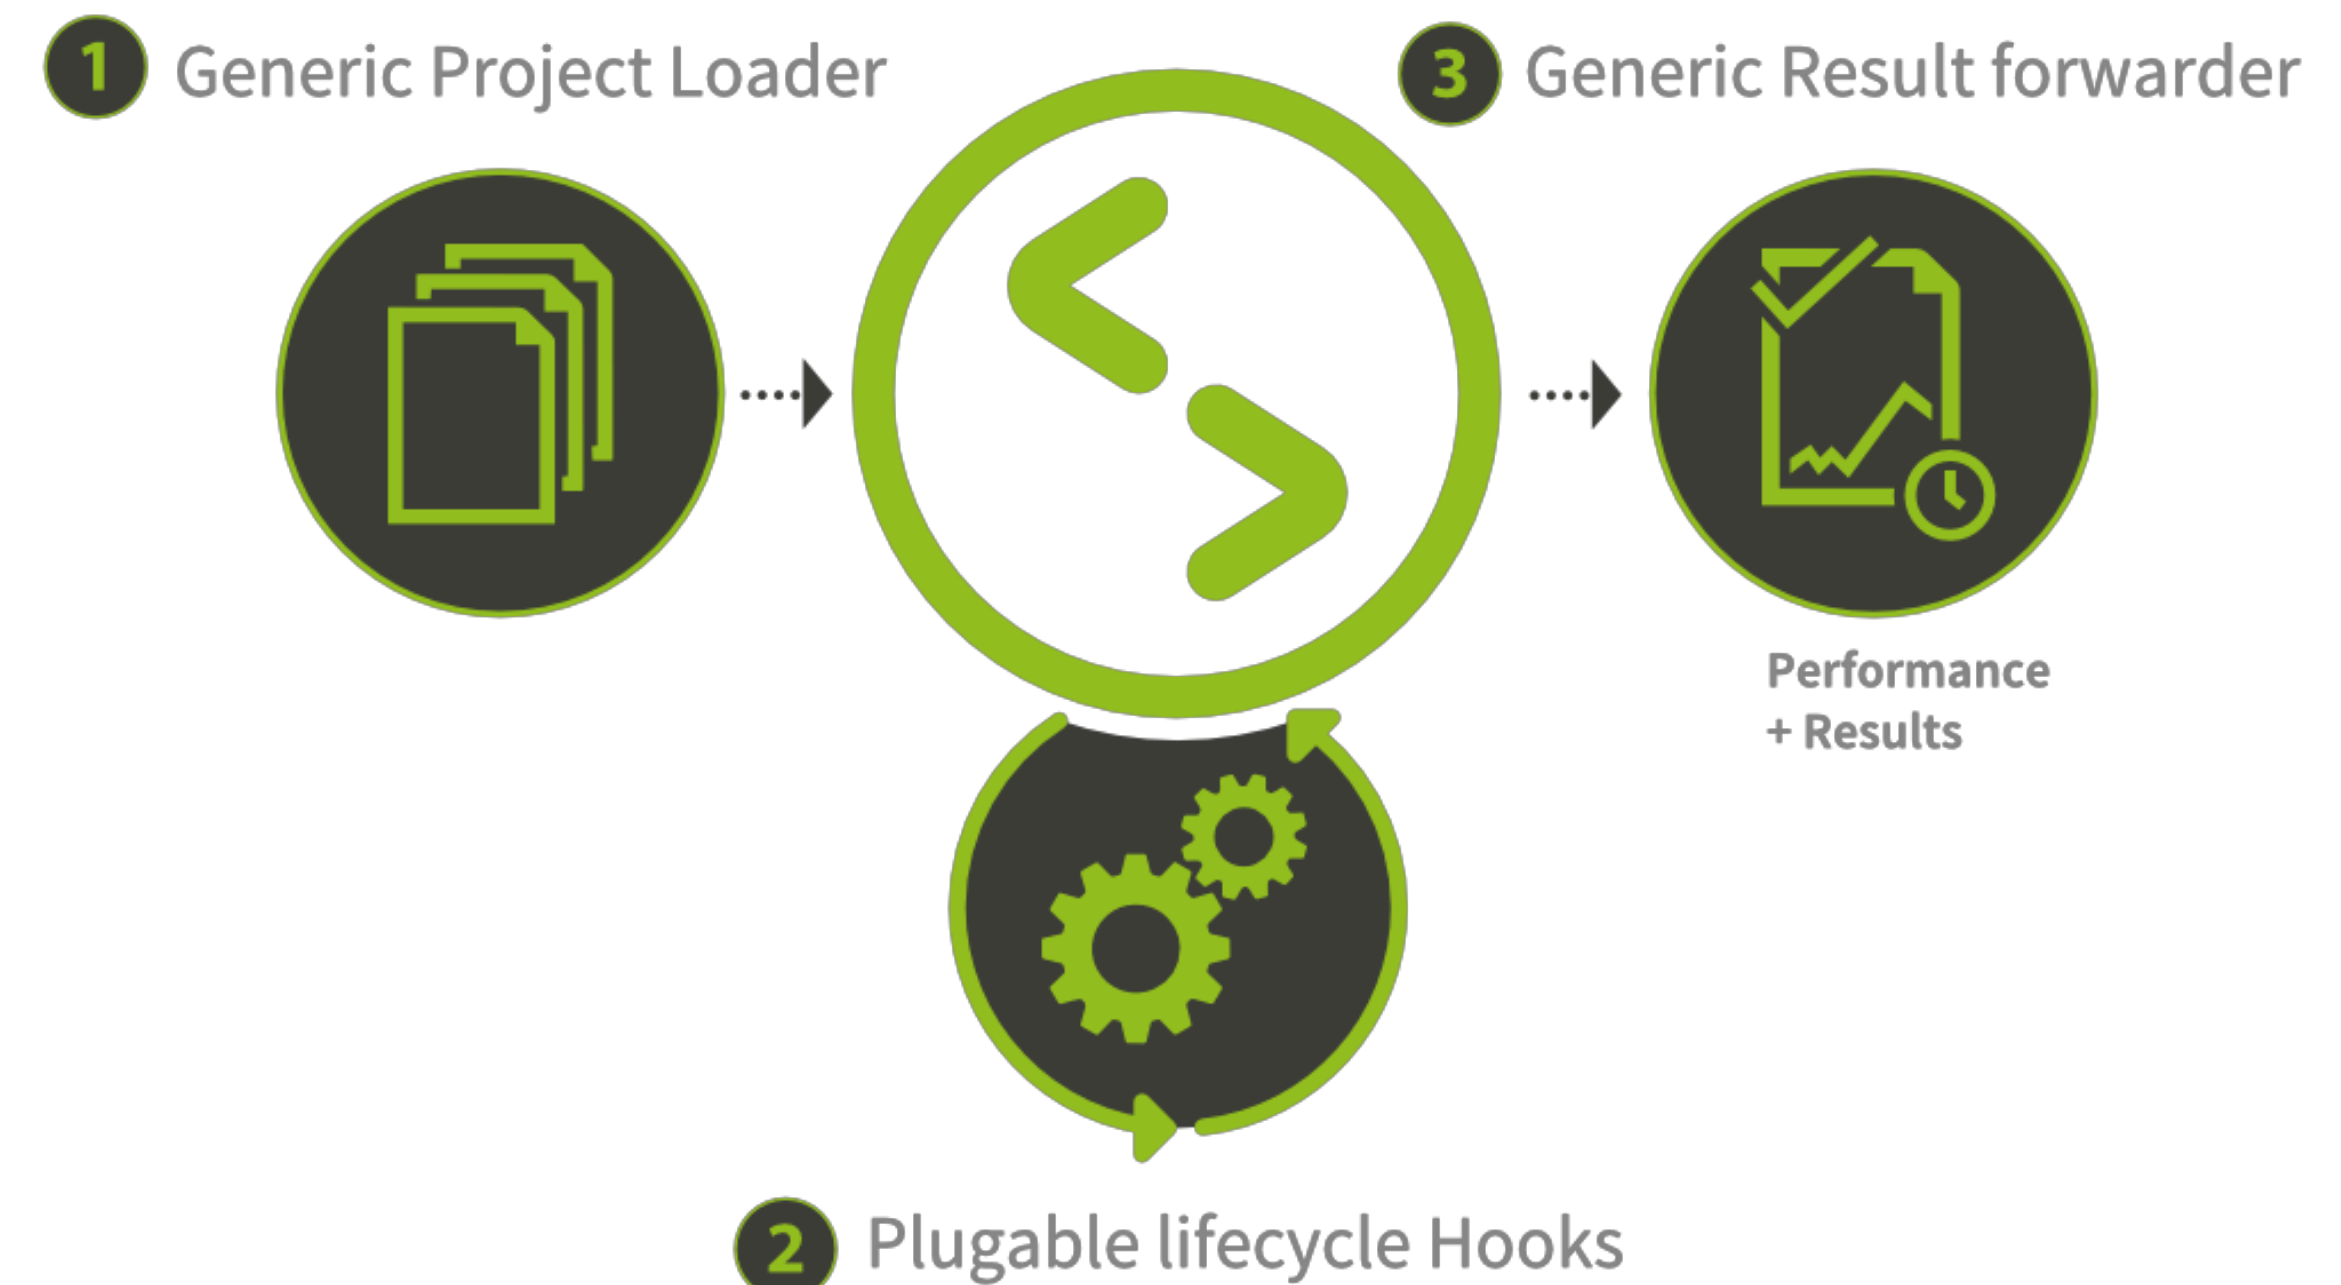 1 Generic Project Loader
3 Generic Result forwarder
Performance
+ Results
2 Plugable lifecycle Hooks